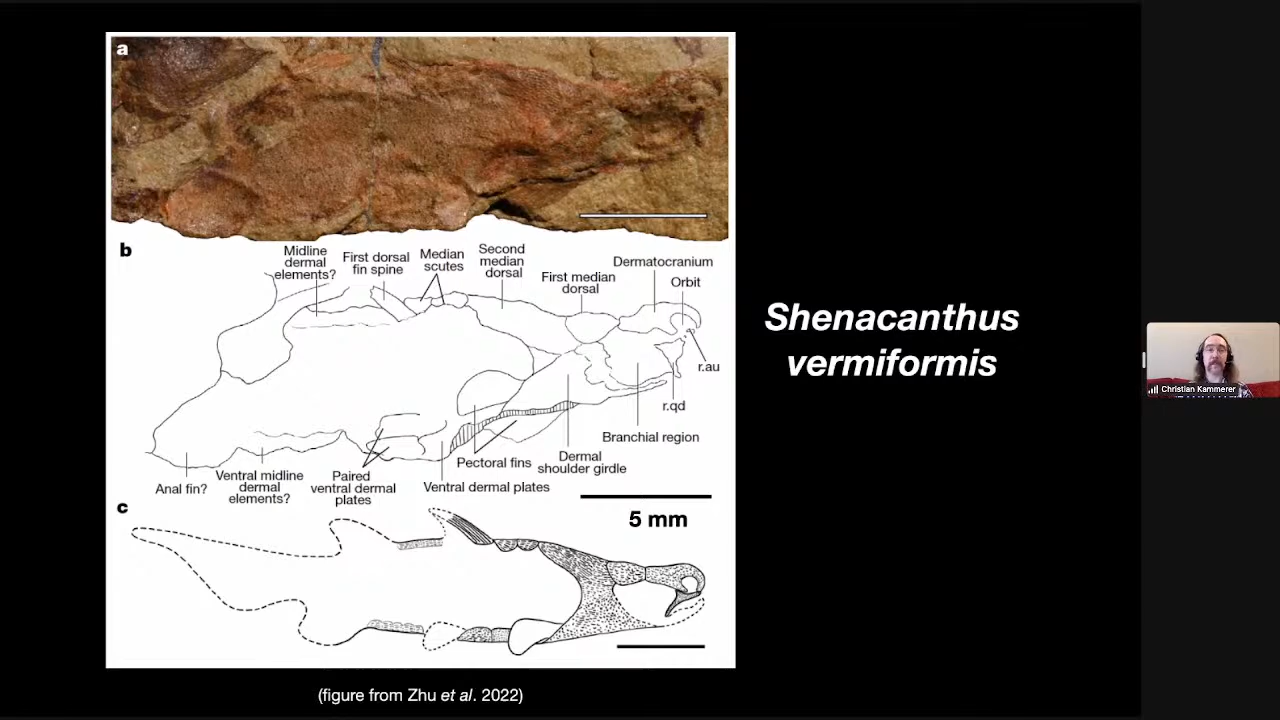 a
b
Midline
dermal
elements?
First dorsal
fin spine
Median
scutes
Second
median
dorsal
First median
dorsal
Dermatocranium
Orbit
r.au
r.qd
Branchial region
Dermal
shoulder girdle
Pectoral fins
Ventral dermal plates
Paired
ventral dermal
plates
Ventral midline
dermal
elements?
Anal fin?
5 mm
c
Shenacanthus
vermiformis
(figure from Zhu et al. 2022)
Christian Kammerer